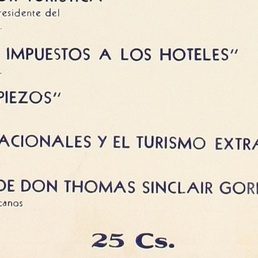 residente del
IMPUESTOS A LOS HOTELES"
PIEZOS"
ACIONALES Y EL TURISMO EXTRA
DE DON THOMAS SINCLAIR GOR
canos
25 Cs.